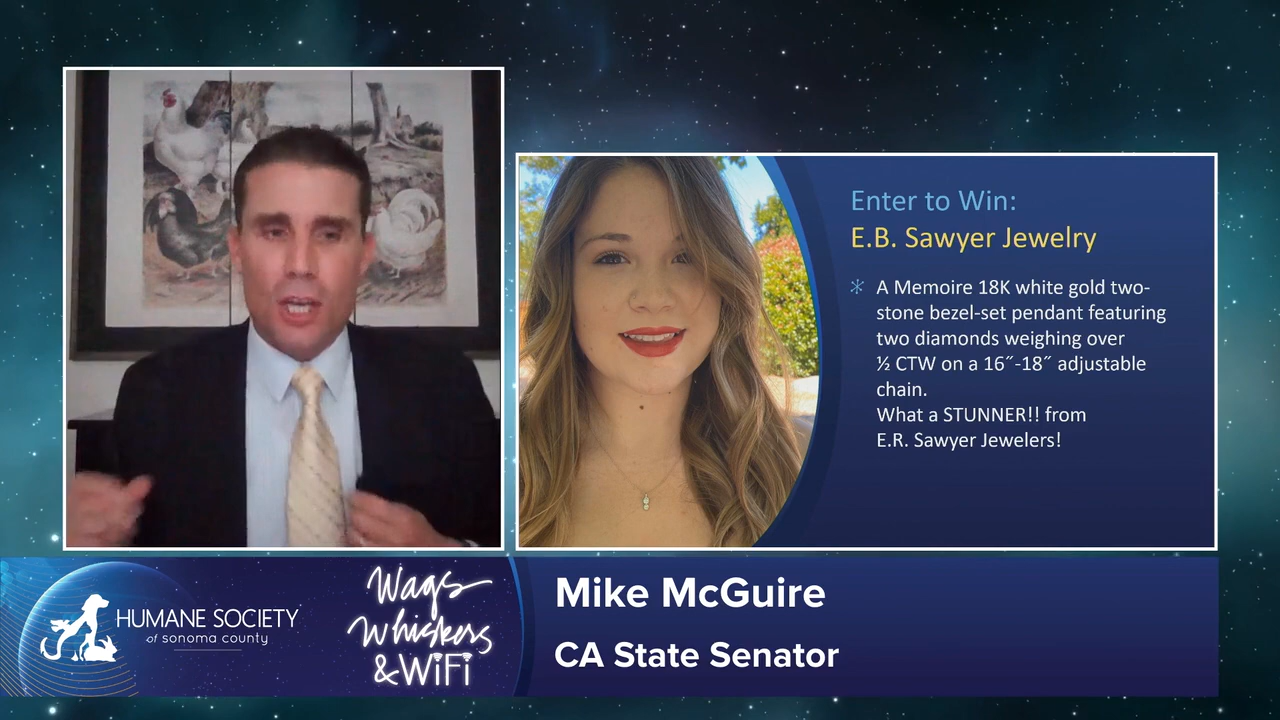 Enter to Win:
E.B. Sawyer Jewelry
A Memoire 18K white gold two-
stone bezel-set pendant featuring
two diamonds weighing over
½ CTW on a 16˝-18˝ adjustable
chain.
What a STUNNER!! from
E.R. Sawyer Jewelers!
HUMANE SOCIETY
of sonoma county
Wags
Whiskers
& WiFi
Mike McGuire
CA State Senator